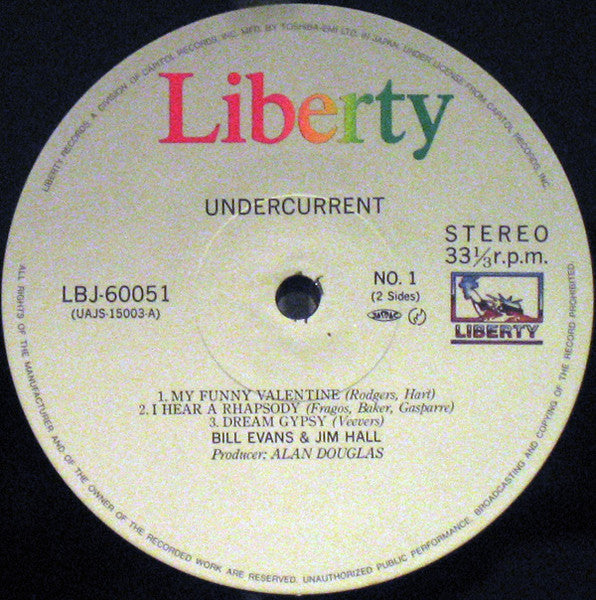 LIBERTY RECORDS, A DIVISION OF CAPITOL RECORDS, INC. MFD. BY TOSHIBA-EMI LTD. IN JAPAN, UNDER LICENSE FROM CAPITOL RECORDS, INC.
Liberty
UNDERCURRENT
STEREO
33⅓r.p.m.
LBJ-60051
(UAJS-15003-A)
NO. 1
(2 Sides)
LIBERTY
1. MY FUNNY VALENTINE (Rodgers, Hart)
2. I HEAR A RHAPSODY (Fragos, Baker, Gasparre)
3. DREAM GYPSY (Veevers)
BILL EVANS & JIM HALL
Producer: ALAN DOUGLAS
ALL RIGHTS OF THE MANUFACTURER AND OF THE OWNER OF THE RECORDED WORK ARE RESERVED. UNAUTHORIZED PUBLIC PERFORMANCE, BROADCASTING AND COPYING OF THE RECORD PROHIBITED.